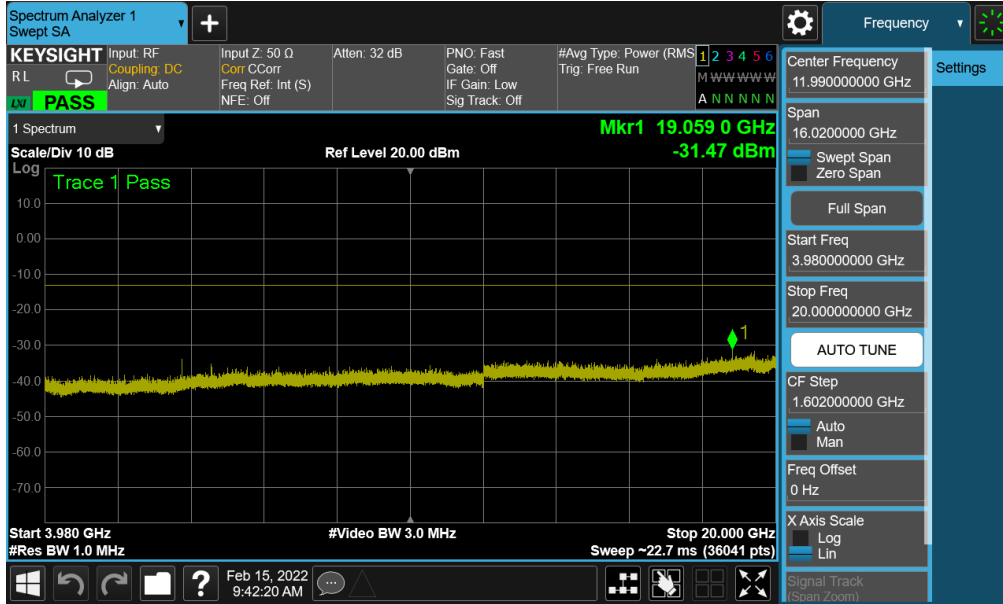 Spectrum Analyzer 1
Swept SA
Frequency
KEYSIGHT
R L
LXI PASS
Input: RF
Coupling: DC
Align: Auto
Input Z: 50 Ω
Corr CCorr
Freq Ref: Int (S)
NFE: Off
Atten: 32 dB
PNO: Fast
Gate: Off
IF Gain: Low
Sig Track: Off
#Avg Type: Power (RMS
Trig: Free Run
1 2 3 4 5 6
M W W W W W
A N N N N N
1 Spectrum
Scale/Div 10 dB
Ref Level 20.00 dBm
Mkr1 19.059 0 GHz
-31.47 dBm
Log
Trace 1 Pass
10.0
0.00
-10.0
-20.0
-30.0
-40.0
-50.0
-60.0
-70.0
1
Start 3.980 GHz
#Video BW 3.0 MHz
Stop 20.000 GHz
#Res BW 1.0 MHz
Sweep ~22.7 ms (36041 pts)
?
Feb 15, 2022
9:42:20 AM
Center Frequency
11.990000000 GHz
Settings
Span
16.0200000 GHz
Swept Span
Zero Span
Full Span
Start Freq
3.980000000 GHz
Stop Freq
20.000000000 GHz
AUTO TUNE
CF Step
1.602000000 GHz
Auto
Man
Freq Offset
0 Hz
X Axis Scale
Log
Lin
Signal Track
(Span Zoom)